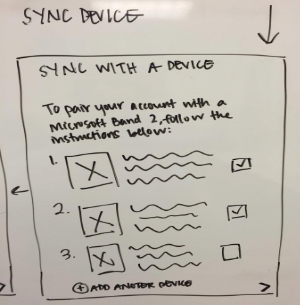 SYNC DEVICE
SYNC WITH A DEVICE
To pair your account with a
Microsoft Band 2, follow the
instructions below:
1.
2.
3.
+ ADD ANOTHER DEVICE >